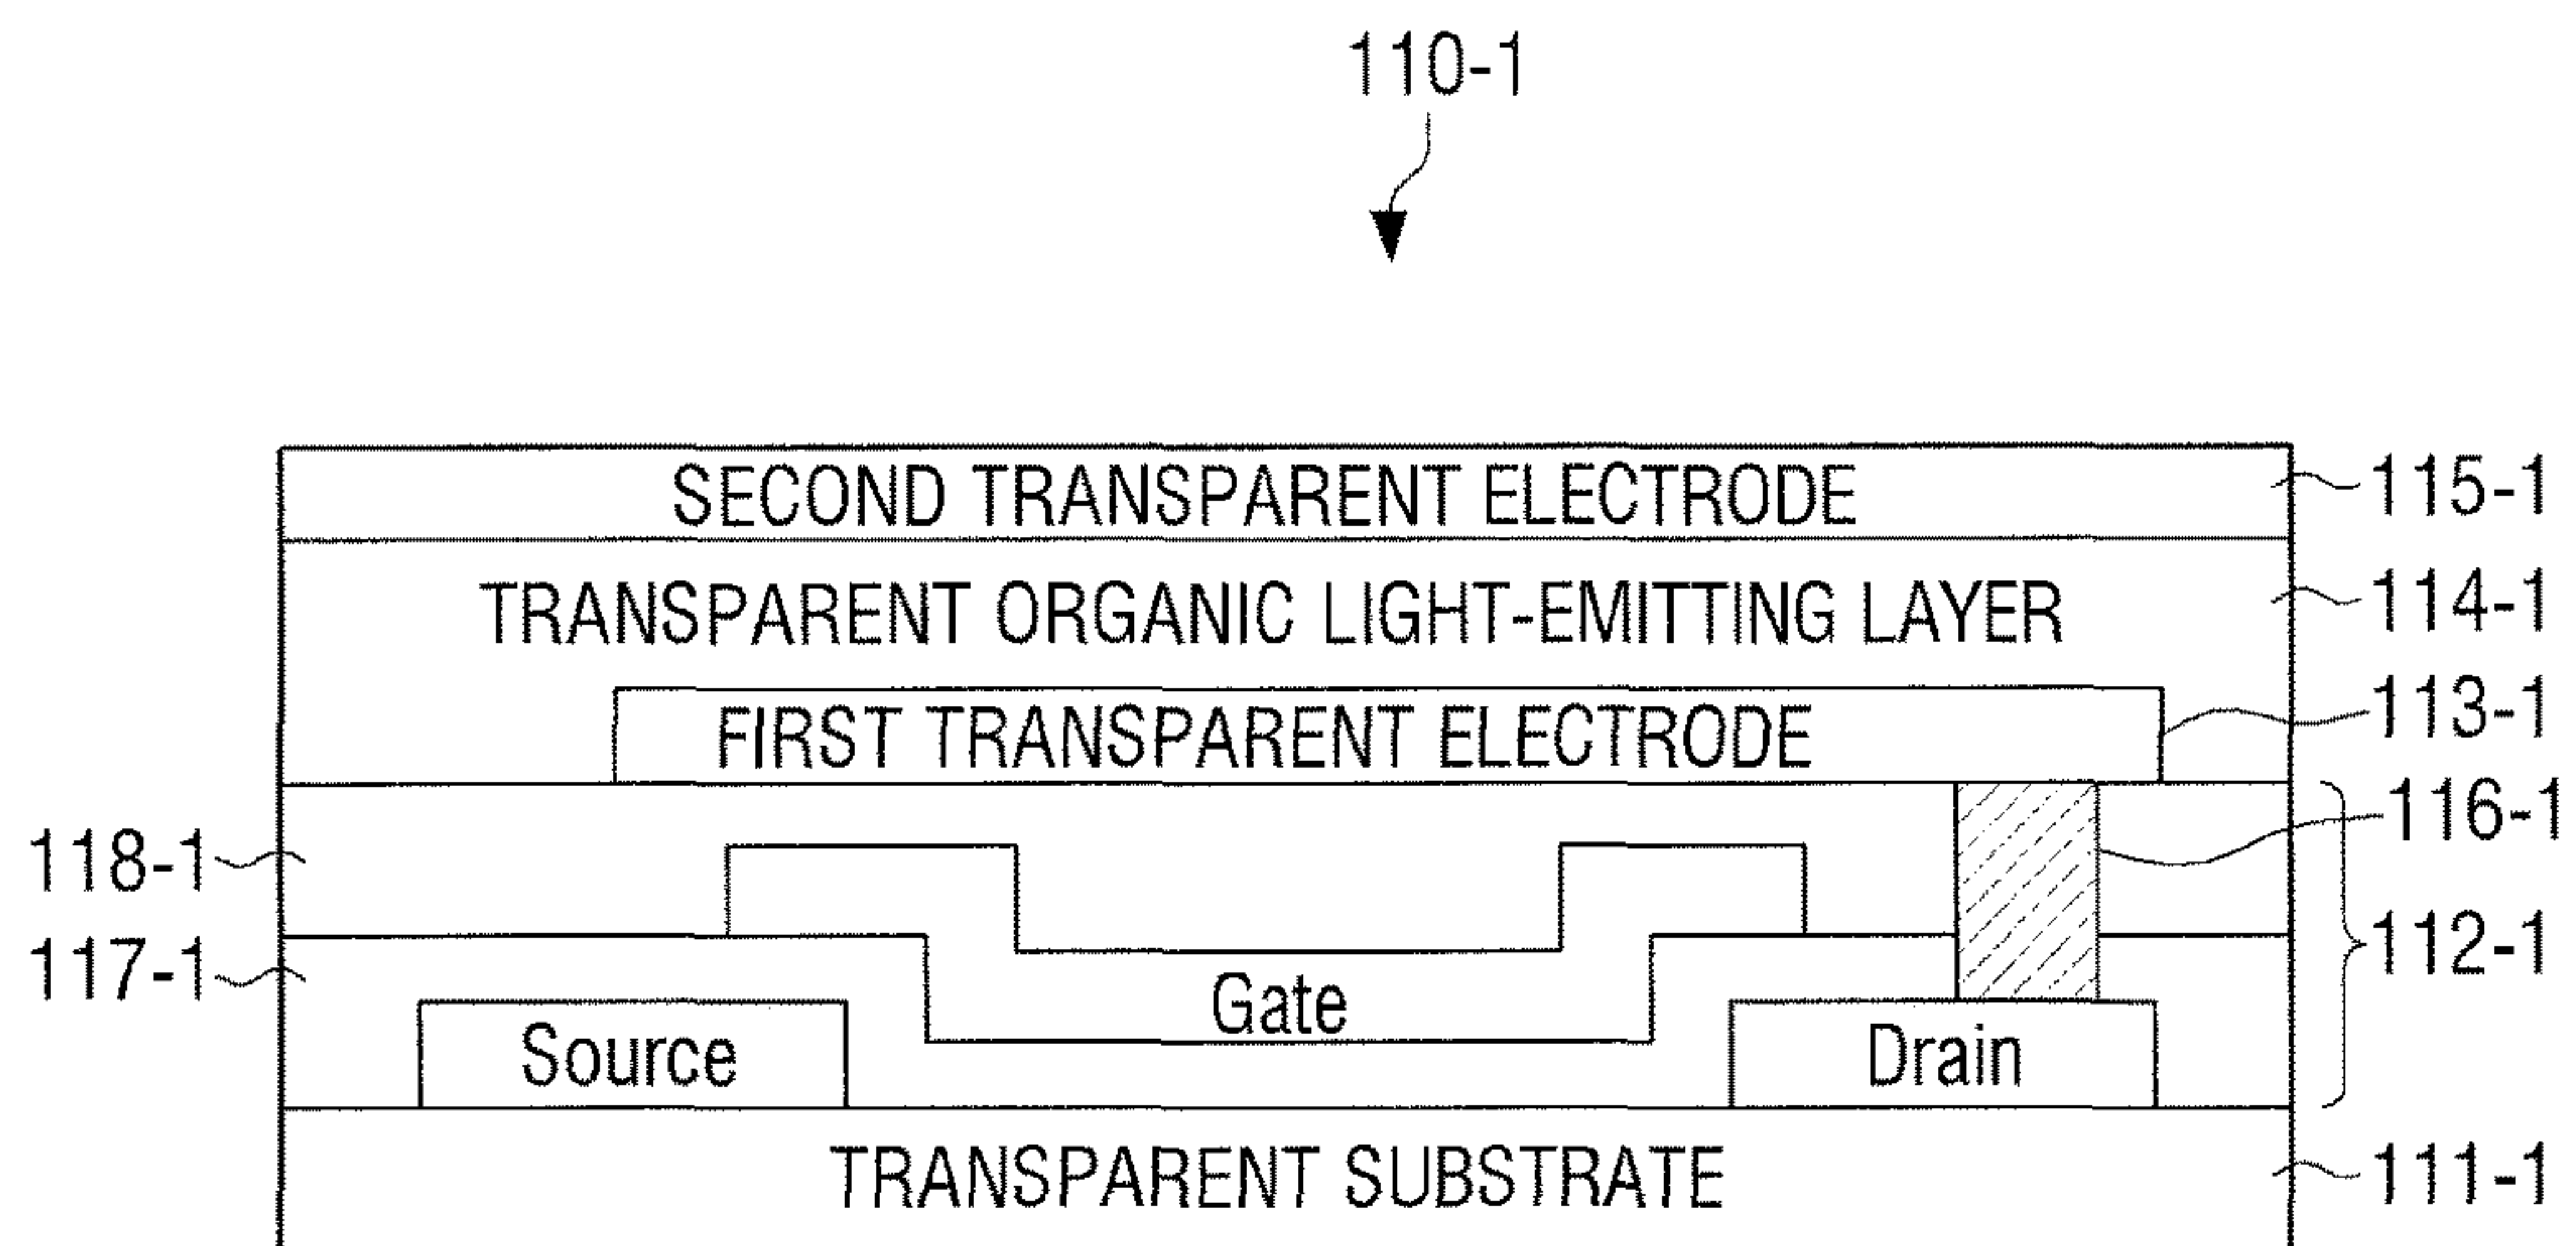 110-1
SECOND TRANSPARENT ELECTRODE
115-1
TRANSPARENT ORGANIC LIGHT-EMITTING LAYER
114-1
FIRST TRANSPARENT ELECTRODE
113-1
116-1
118-1
112-1
117-1
Gate
Source
Drain
TRANSPARENT SUBSTRATE
111-1